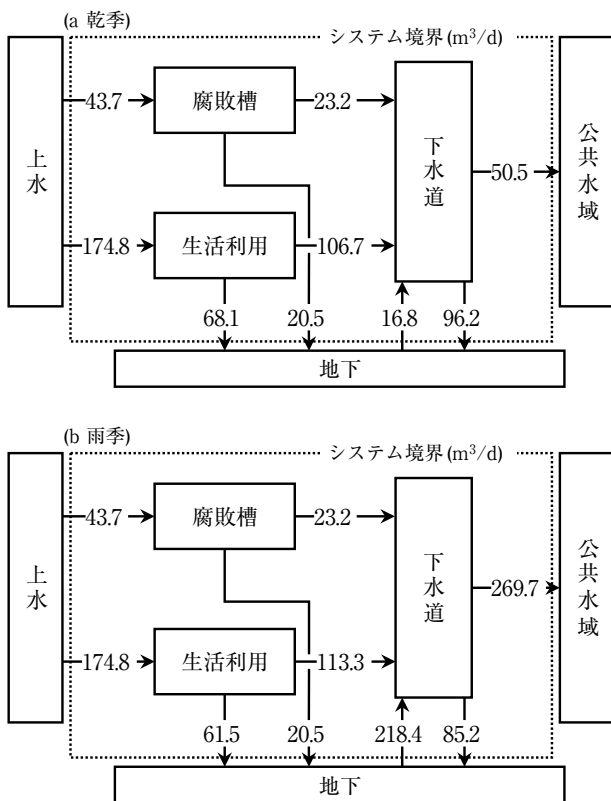 (a 乾季)
システム境界(m³/d)
上水
43.7
腐敗槽
23.2
下水道
50.5
公共水域
174.8
生活利用
106.7
68.1
20.5
16.8
96.2
地下
(b 雨季)
システム境界(m³/d)
上水
43.7
腐敗槽
23.2
下水道
269.7
公共水域
174.8
生活利用
113.3
61.5
20.5
218.4
85.2
地下